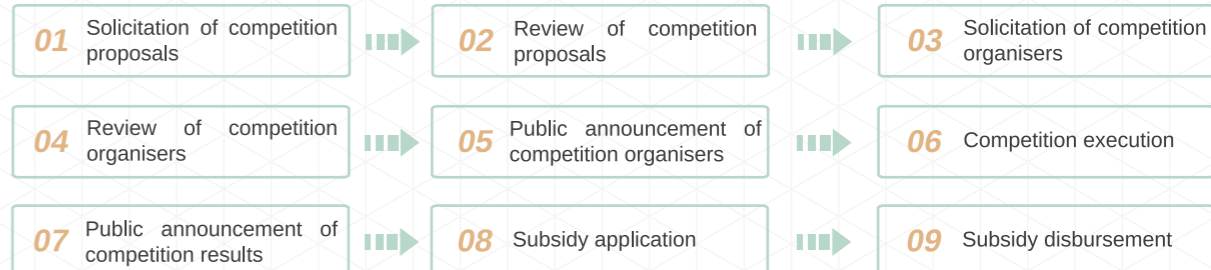 01 Solicitation of competition
proposals
02 Review of competition
proposals
03 Solicitation of competition
organisers
04 Review of competition
organisers
05 Public announcement of
competition organisers
06 Competition execution
07 Public announcement of
competition results
08 Subsidy application
09 Subsidy disbursement